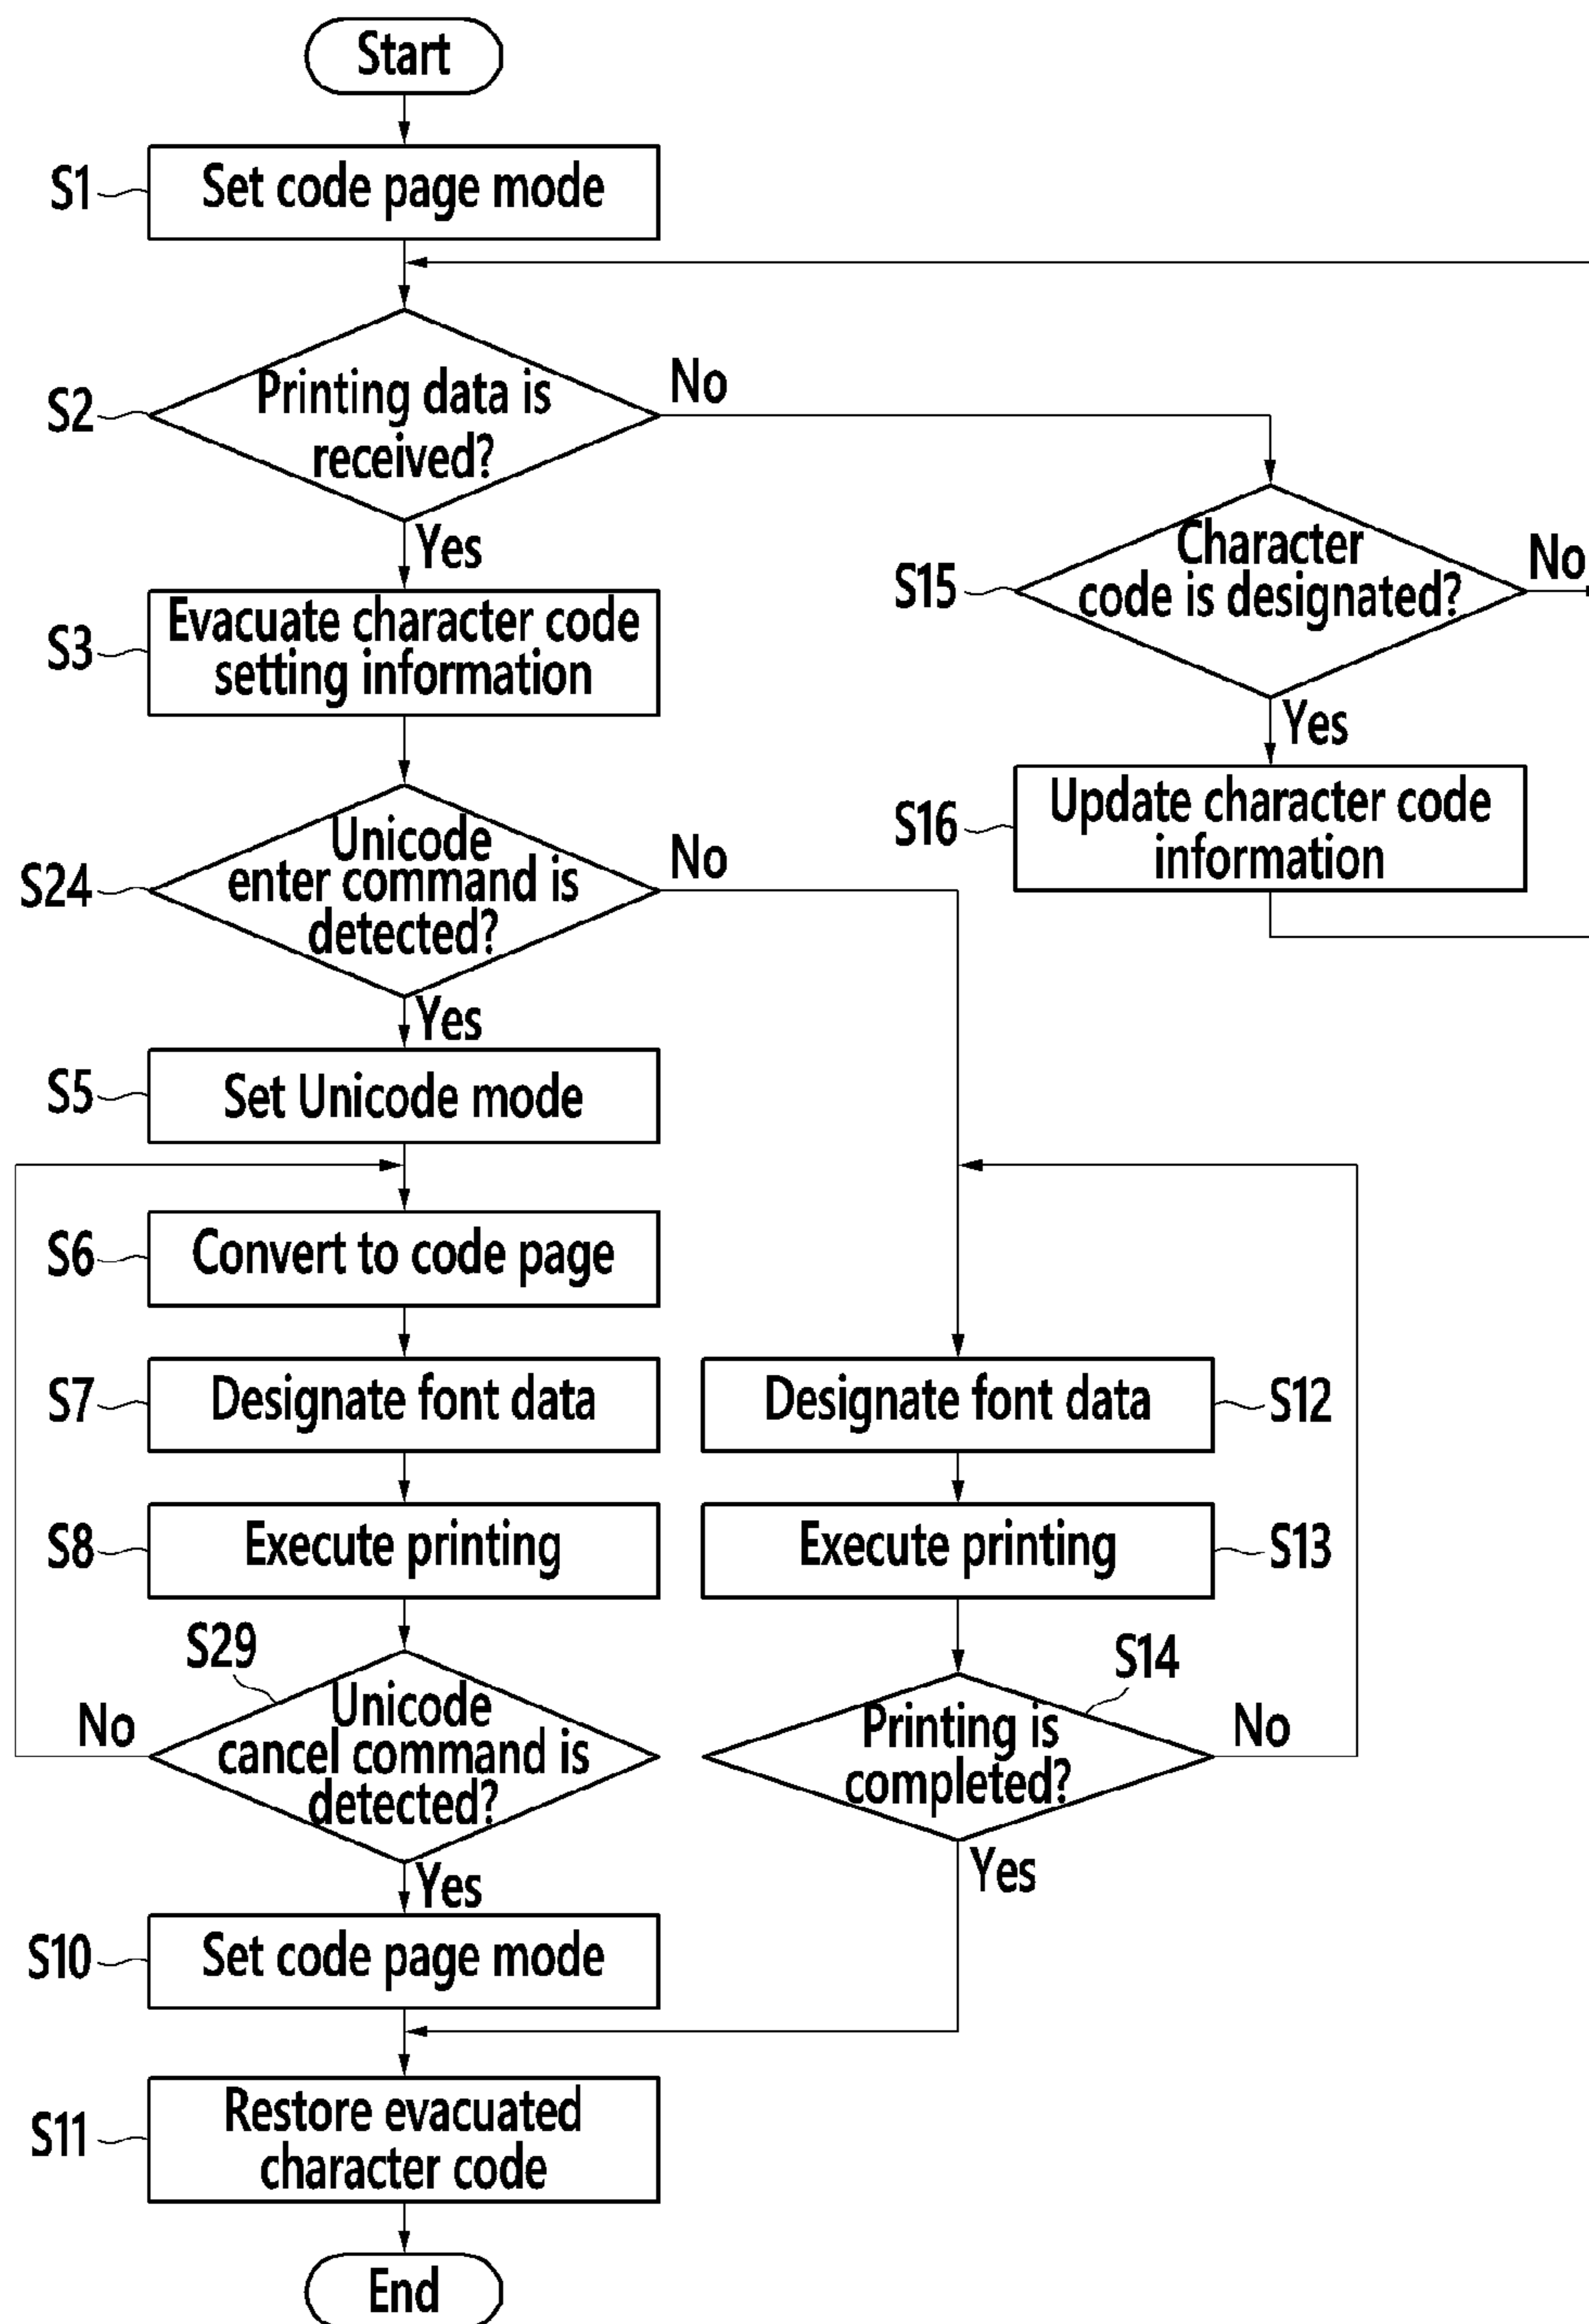 Start
S1
Set code page mode
S2
Printing data is
received?
No
Yes
S15
Character
code is designated?
No
Yes
S3
Evacuate character code
setting information
S16
Update character code
information
S24
Unicode
enter command is
detected?
No
Yes
S5
Set Unicode mode
S6
Convert to code page
S7
Designate font data
Designate font data
S12
S8
Execute printing
Execute printing
S13
S29
Unicode
cancel command is
detected?
No
Yes
S14
Printing is
completed?
No
Yes
S10
Set code page mode
S11
Restore evacuated
character code
End